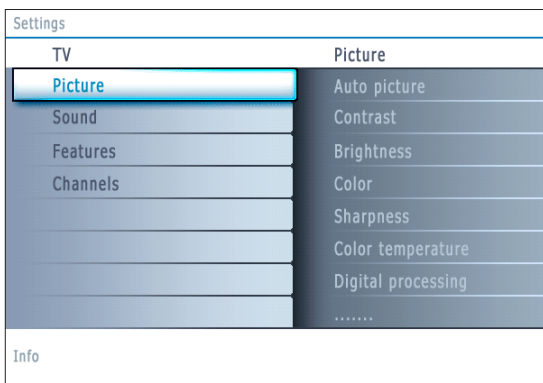 Settings
TV
Picture
Sound
Features
Channels
Picture
Auto picture
Contrast
Brightness
Color
Sharpness
Color temperature
Digital processing
.......
Info